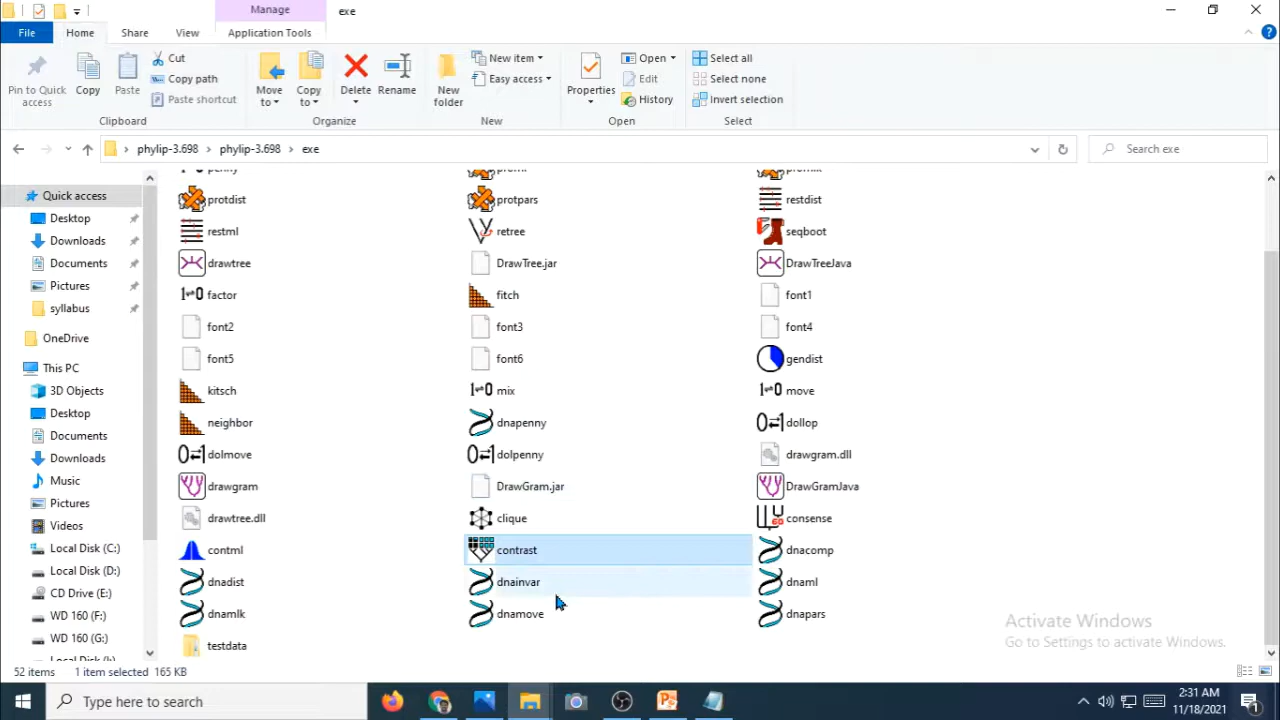 Manage exe
File Home Share View Application Tools
Pin to Quick access
Copy
Paste
Cut
Copy path
Paste shortcut
Move to
Copy to
Delete
Rename
New folder
New item
Easy access
Properties
Open
Edit
History
Select all
Select none
Invert selection
Clipboard Organize New Open Select
phylip-3.698 › phylip-3.698 › exe Search exe
Quick access
Desktop
Downloads
Documents
Pictures
syllabus
OneDrive
This PC
3D Objects
Desktop
Documents
Downloads
Music
Pictures
Videos
Local Disk (C:)
Local Disk (D:)
CD Drive (E:)
WD 160 (F:)
WD 160 (G:)
penny
protdist protpars restdist
restml retree seqboot
drawtree DrawTree.jar DrawTreeJava
factor fitch font1
font2 font3 font4
font5 font6 gendist
kitsch mix move
neighbor dnapenny dollop
dolmove dolpenny drawgram.dll
drawgram DrawGram.jar DrawGramJava
drawtree.dll clique consense
contml contrast dnacomp
dnadist dnainvar dnaml
dnamlk dnamove dnapars
testdata
Activate Windows
Go to Settings to activate Windows.
52 items 1 item selected 165 KB
Type here to search
2:31 AM
11/18/2021